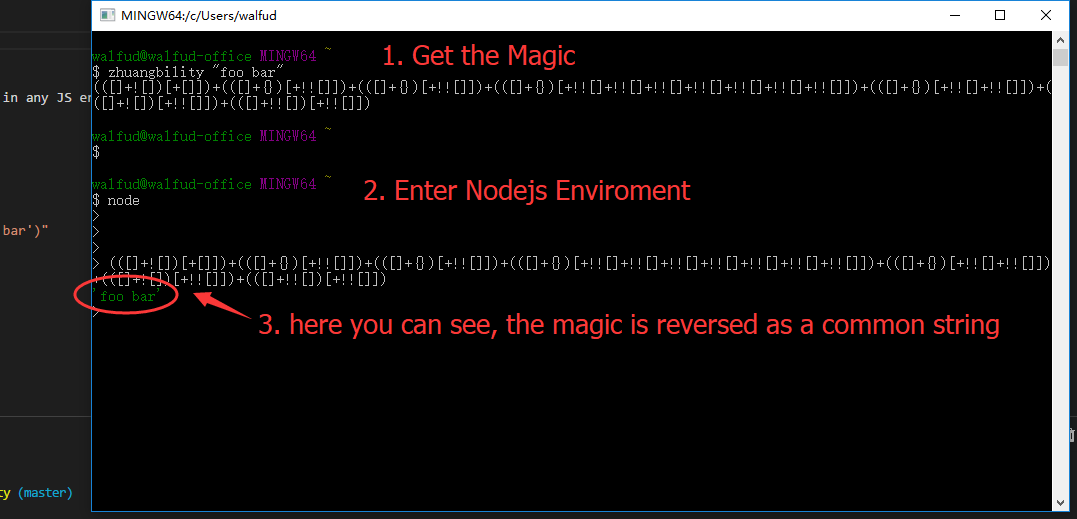 MINGW64:/c/Users/walfud
walfud@walfud-office MINGW64 ~
1. Get the Magic
$ zhuangbility "foo bar"
(([]+![])[+[]])+(([]+{})[+!![]])+(([]+{})[+!![]])+(([]+{})[+!![]+!![]+!![]+!![]+!![]+!![]+!![]])+(([]+{})[+!![]+!![]])+(
([]+![])[+!![]])+(([]+!![])[+!![]])
in any JS en
walfud@walfud-office MINGW64 ~
$
walfud@walfud-office MINGW64 ~
2. Enter Nodejs Enviroment
$ node
>
>
bar')"
>
> (([]+![])[+[]])+(([]+{})[+!![]])+(([]+{})[+!![]])+(([]+{})[+!![]+!![]+!![]+!![]+!![]+!![]+!![]])+(([]+{})[+!![]+!![]])
+(([]+![])[+!![]])+(([]+!![])[+!![]])
'foo bar'
>
3. here you can see, the magic is reversed as a common string
ty (master)